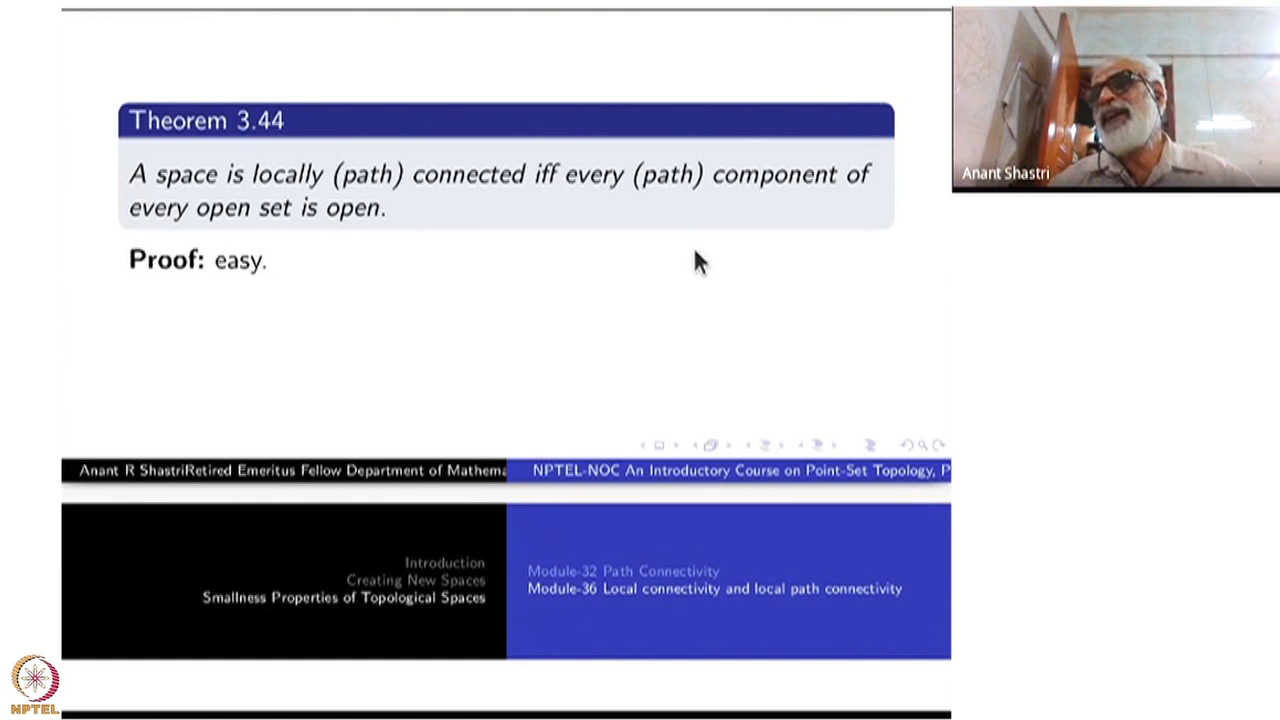 Theorem 3.44
A space is locally (path) connected iff every (path) component of
every open set is open.
Proof: easy.
Anant Shastri
Anant R ShastriRetired Emeritus Fellow Department of Mathema
NPTEL-NOC An Introductory Course on Point-Set Topology, P
Introduction
Creating New Spaces
Smallness Properties of Topological Spaces
Module-32 Path Connectivity
Module-36 Local connectivity and local path connectivity
NPTEL